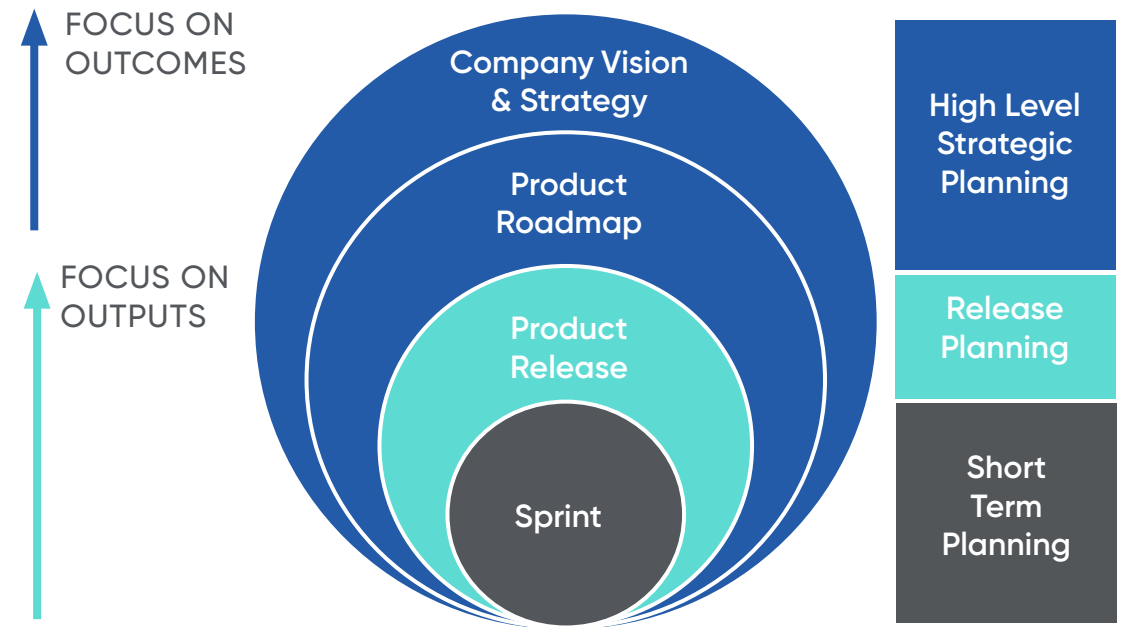 FOCUS ON
OUTCOMES
Company Vision
& Strategy
High Level
Strategic
Planning
Product
Roadmap
FOCUS ON
OUTPUTS
Product
Release
Release
Planning
Sprint
Short
Term
Planning